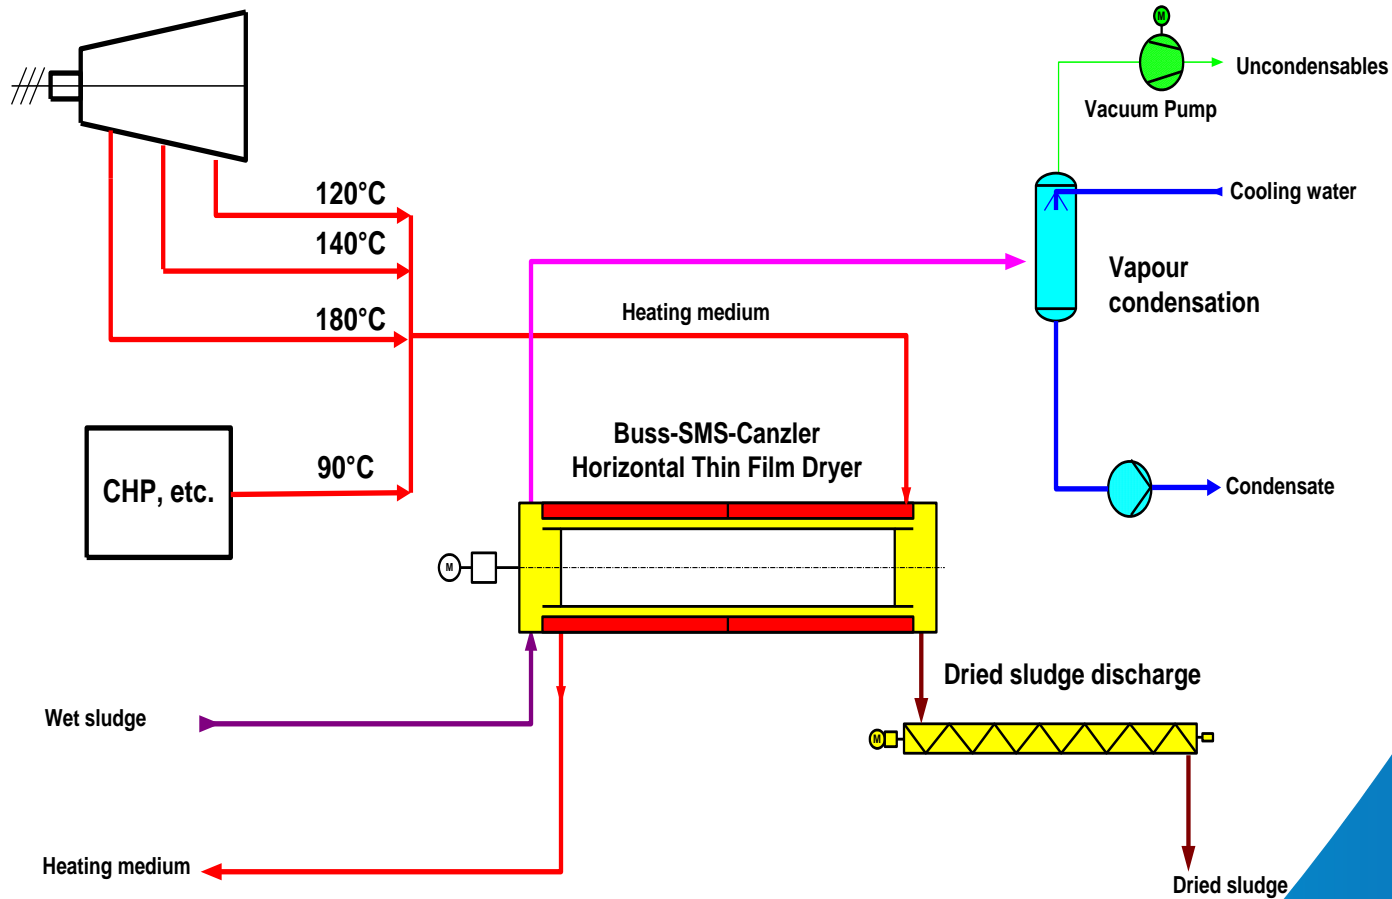 M
Uncondensables
Vacuum Pump
120°C
Cooling water
140°C
Vapour
condensation
180°C
Heating medium
Buss-SMS-Canzler
Horizontal Thin Film Dryer
90°C
CHP, etc.
Condensate
M
Dried sludge discharge
Wet sludge
M
Heating medium
Dried sludge